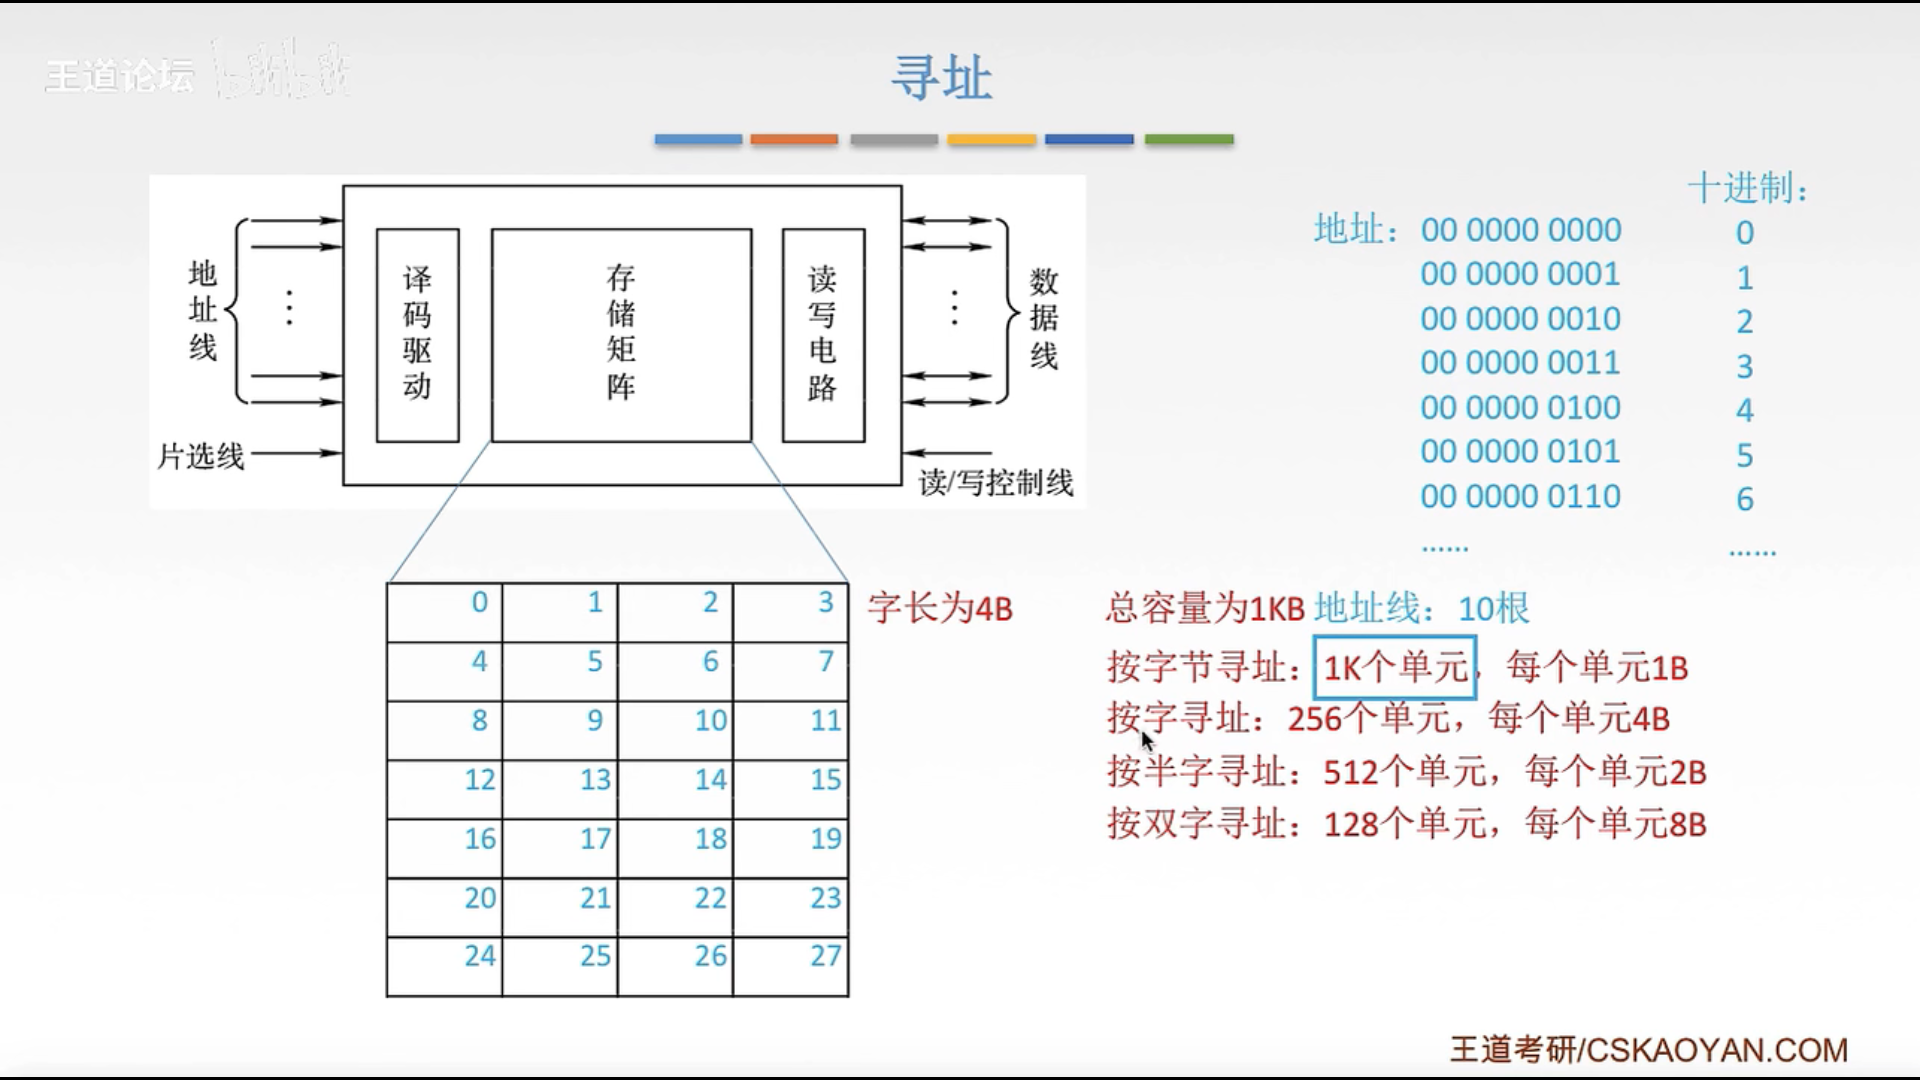 王道论坛 bilibili
寻址
地址线
译码驱动
存储矩阵
读写电路
数据线
片选线
读/写控制线
十进制：
地址： 00 0000 0000 0
00 0000 0001 1
00 0000 0010 2
00 0000 0011 3
00 0000 0100 4
00 0000 0101 5
00 0000 0110 6
...... ......
0 1 2 3 字长为4B
4 5 6 7
8 9 10 11
12 13 14 15
16 17 18 19
20 21 22 23
24 25 26 27
总容量为1KB 地址线：10根
按字节寻址：1K个单元，每个单元1B
按字寻址：256个单元，每个单元4B
按半字寻址：512个单元，每个单元2B
按双字寻址：128个单元，每个单元8B
王道考研/CSKAOYAN.COM